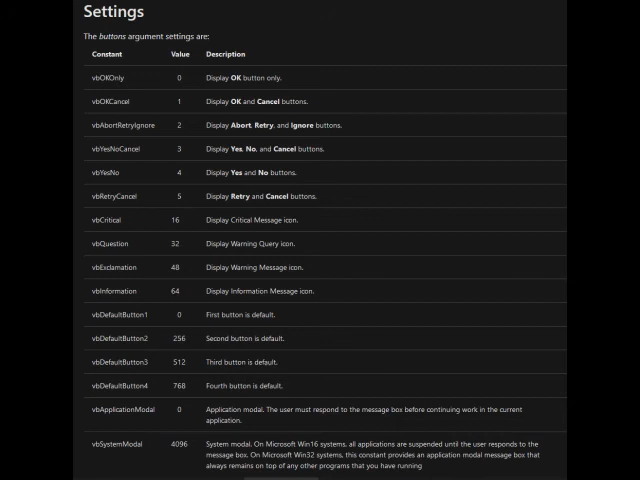 Settings
The buttons argument settings are:
Constant Value Description
vbOKOnly 0 Display OK button only.
vbOKCancel 1 Display OK and Cancel buttons.
vbAbortRetryIgnore 2 Display Abort, Retry, and Ignore buttons.
vbYesNoCancel 3 Display Yes, No, and Cancel buttons.
vbYesNo 4 Display Yes and No buttons.
vbRetryCancel 5 Display Retry and Cancel buttons.
vbCritical 16 Display Critical Message icon.
vbQuestion 32 Display Warning Query icon.
vbExclamation 48 Display Warning Message icon.
vbInformation 64 Display Information Message icon.
vbDefaultButton1 0 First button is default.
vbDefaultButton2 256 Second button is default.
vbDefaultButton3 512 Third button is default.
vbDefaultButton4 768 Fourth button is default.
vbApplicationModal 0 Application modal. The user must respond to the message box before continuing work in the current
application.
vbSystemModal 4096 System modal. On Microsoft Win16 systems, all applications are suspended until the user responds to the
message box. On Microsoft Win32 systems, this constant provides an application modal message box that
always remains on top of any other programs that you have running